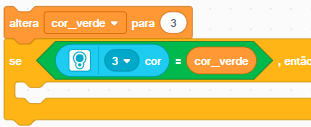 altera cor_verde para 3
se 3 cor = cor_verde , então